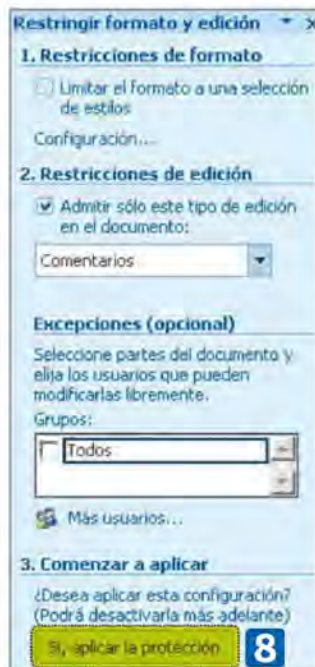 Restringir formato y edición
1. Restricciones de formato
Limitar el formato a una selección
de estilos
Configuración...
2. Restricciones de edición
Admitir sólo este tipo de edición
en el documento:
Comentarios
Excepciones (opcional)
Seleccione partes del documento y
elija los usuarios que pueden
modificarlas libremente.
Grupos:
Todos
Más usuarios...
3. Comenzar a aplicar
¿Desea aplicar esta configuración?
(Podrá desactivarla más adelante)
Sí, aplicar la protección 8